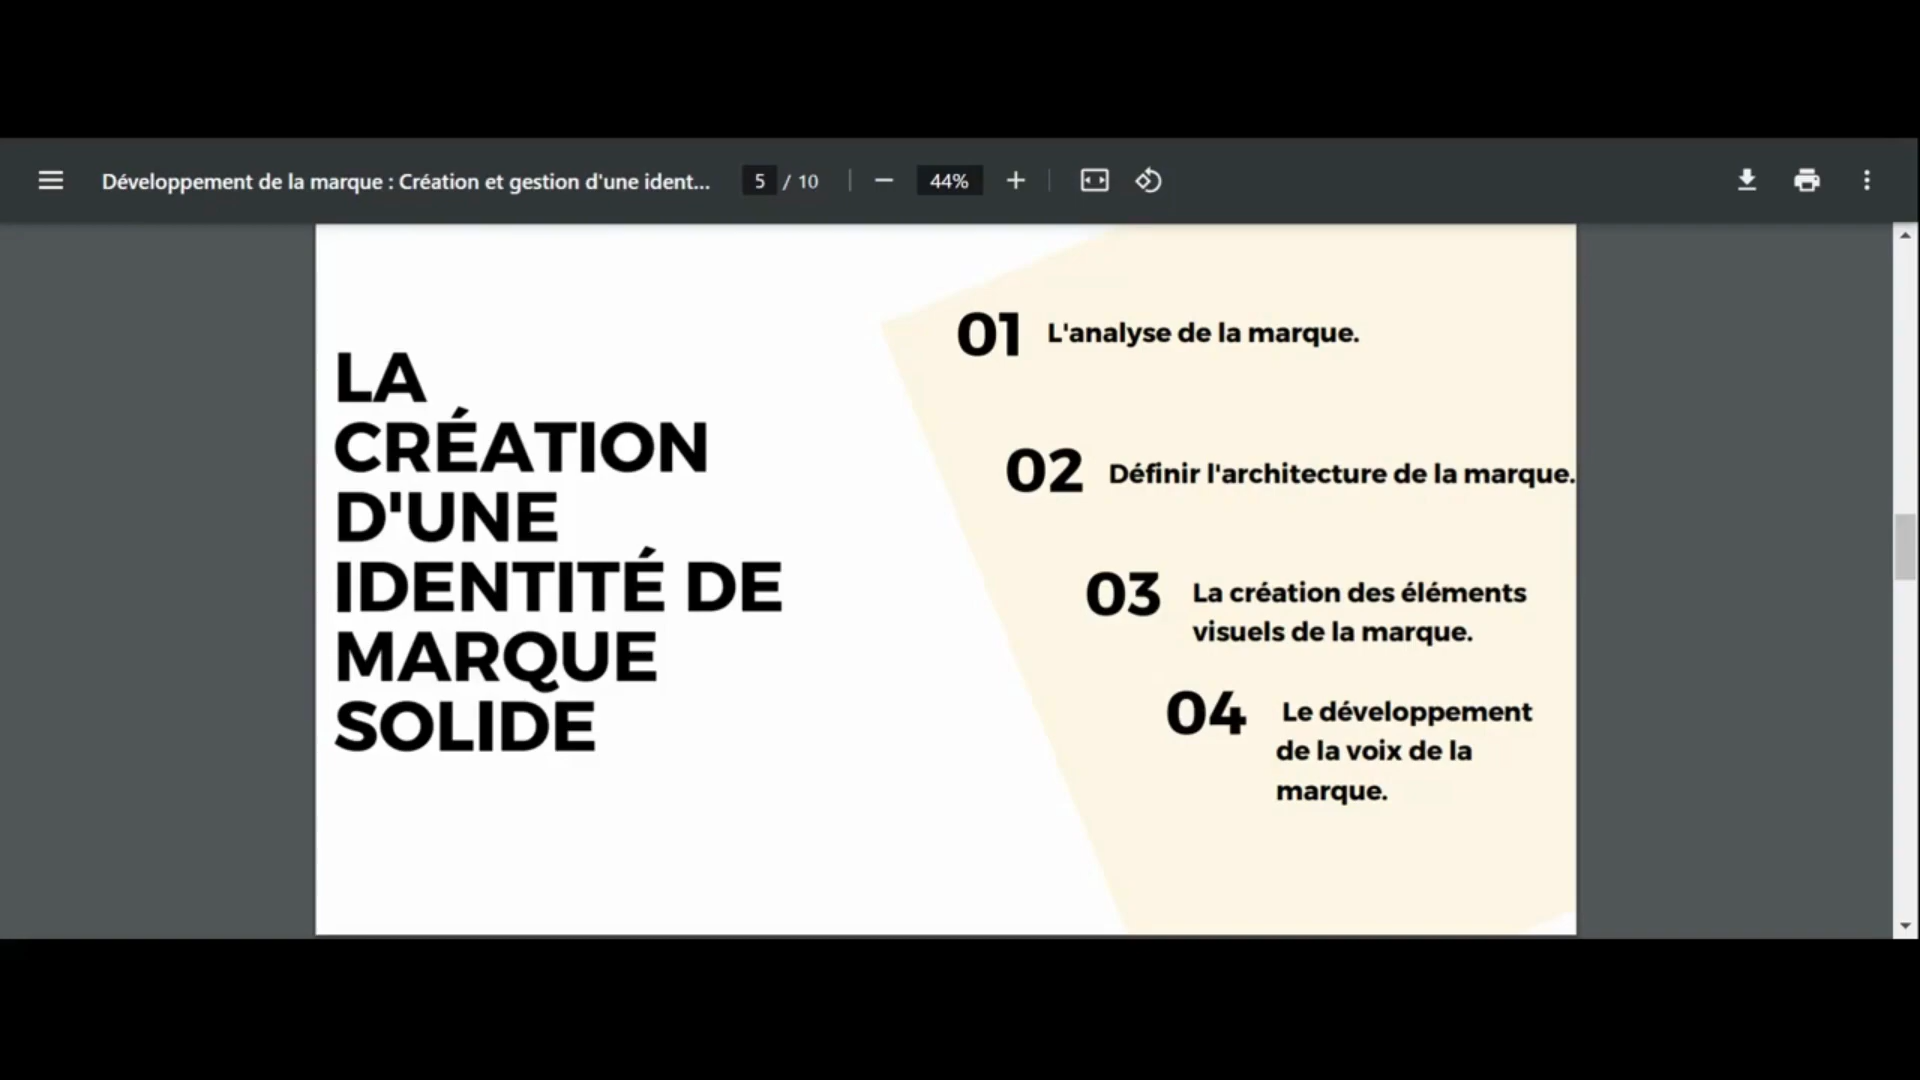 Développement de la marque : Création et gestion d'une ident...
5 / 10
44%
LA
CRÉATION
D'UNE
IDENTITÉ DE
MARQUE
SOLIDE
01 L'analyse de la marque.
02 Définir l'architecture de la marque.
03 La création des éléments
visuels de la marque.
04 Le développement
de la voix de la
marque.